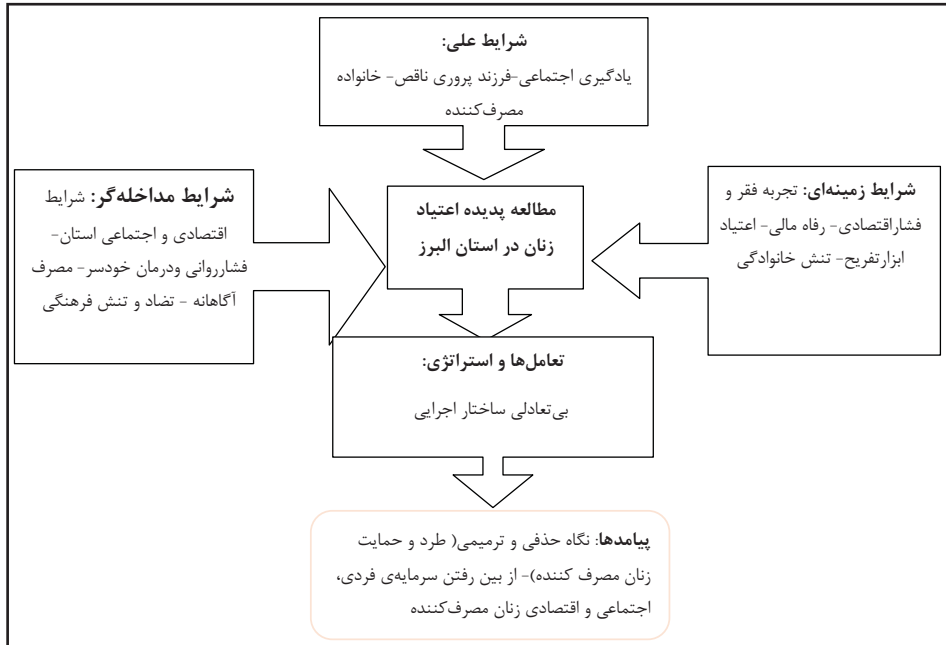 شرایط علی:
یادگیری اجتماعی-فرزند پروری ناقص- خانواده
مصرف‌کننده
شرایط زمینه‌ای: تجربه فقر و
فشاراقتصادی- رفاه مالی- اعتیاد
ابزارتفریح- تنش خانوادگی
مطالعه پدیده اعتیاد
زنان در استان البرز
شرایط مداخله‌گر: شرایط
اقتصادی و اجتماعی استان-
فشارروانی ودرمان خودسر- مصرف
آگاهانه - تضاد و تنش فرهنگی
تعامل‌ها و استراتژی:
بی‌تعادلی ساختار اجرایی
پیامدها: نگاه حذفی و ترمیمی( طرد و حمایت
زنان مصرف کننده)- از بین رفتن سرمایه‌ی فردی،
اجتماعی و اقتصادی زنان مصرف‌کننده